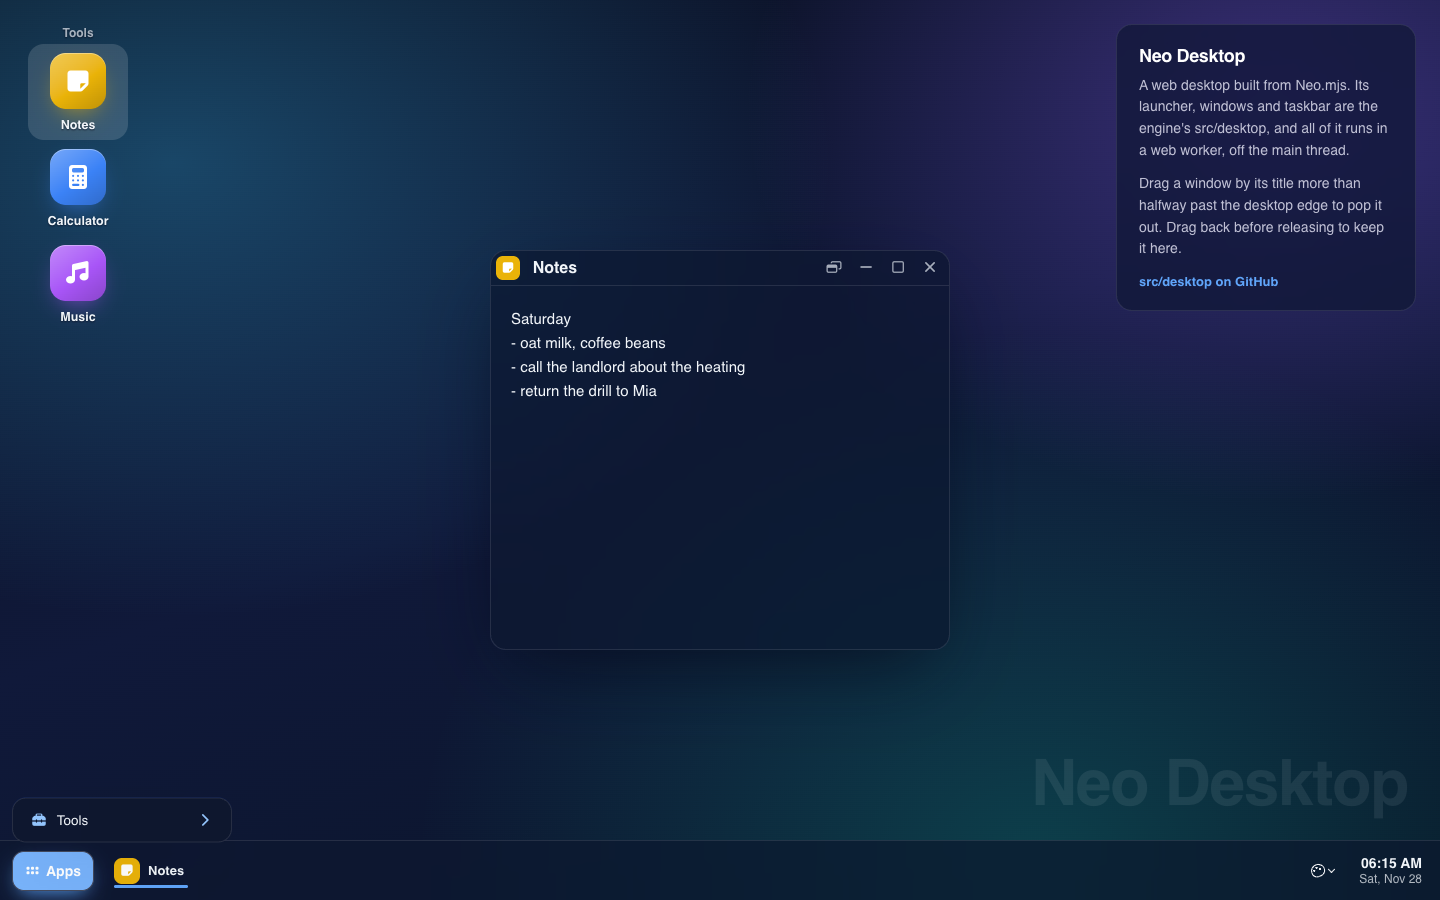 Tools
Notes
Calculator
Music
Notes
Saturday
- oat milk, coffee beans
- call the landlord about the heating
- return the drill to Mia
Neo Desktop
A web desktop built from Neo.mjs. Its
launcher, windows and taskbar are the
engine's src/desktop, and all of it runs in
a web worker, off the main thread.
Drag a window by its title more than
halfway past the desktop edge to pop it
out. Drag back before releasing to keep
it here.
src/desktop on GitHub
Neo Desktop
Tools
Apps
Notes
06:15 AM
Sat, Nov 28